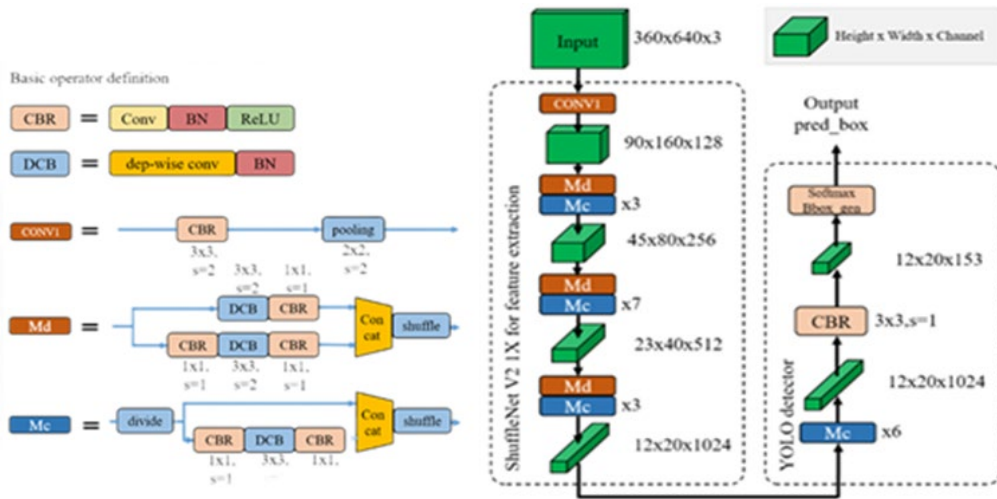 Basic operator definition
CBR = Conv BN ReLU
DCB = dep-wise conv BN
CONV1 = CBR pooling
3x3, 2x2,
s=2 s=2
3x3, 1x1,
s=2 s=1
DCB CBR
Md = Con cat shuffle
CBR DCB CBR
1x1, 3x3, 1x1,
s=1 s=2 s=1
Mc = divide Con cat shuffle
CBR DCB CBR
1x1, 3x3, 1x1,
s=1
Input 360x640x3
ShuffleNet V2 1X for feature extraction
CONV1
90x160x128
Md
Mc x3
45x80x256
Md
Mc x7
23x40x512
Md
Mc x3
12x20x1024
Height x Width x Channel
Output
pred_box
YOLO detector
Softmax
Bbox_gen
12x20x153
CBR 3x3,s=1
12x20x1024
Mc x6